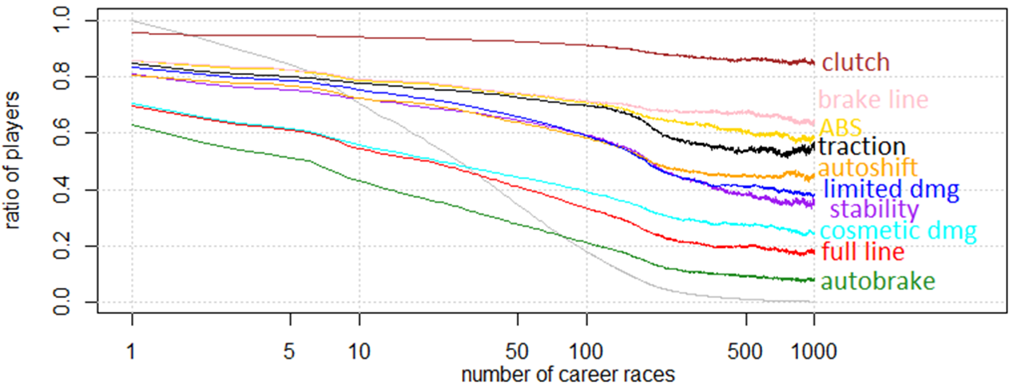 1.0
0.8
0.6
0.4
0.2
0.0
ratio of players
clutch
brake line
ABS
traction
autoshift
limited dmg
stability
cosmetic dmg
full line
autobrake
1 5 10 50 100 500 1000
number of career races